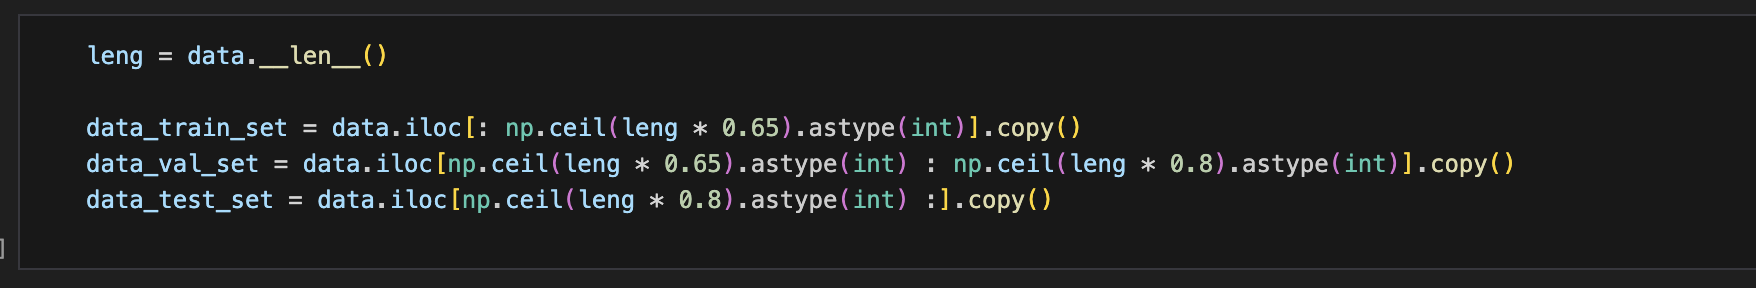 leng = data.__len__()
data_train_set = data.iloc[: np.ceil(leng * 0.65).astype(int)].copy()
data_val_set = data.iloc[np.ceil(leng * 0.65).astype(int) : np.ceil(leng * 0.8).astype(int)].copy()
data_test_set = data.iloc[np.ceil(leng * 0.8).astype(int) :].copy()
]